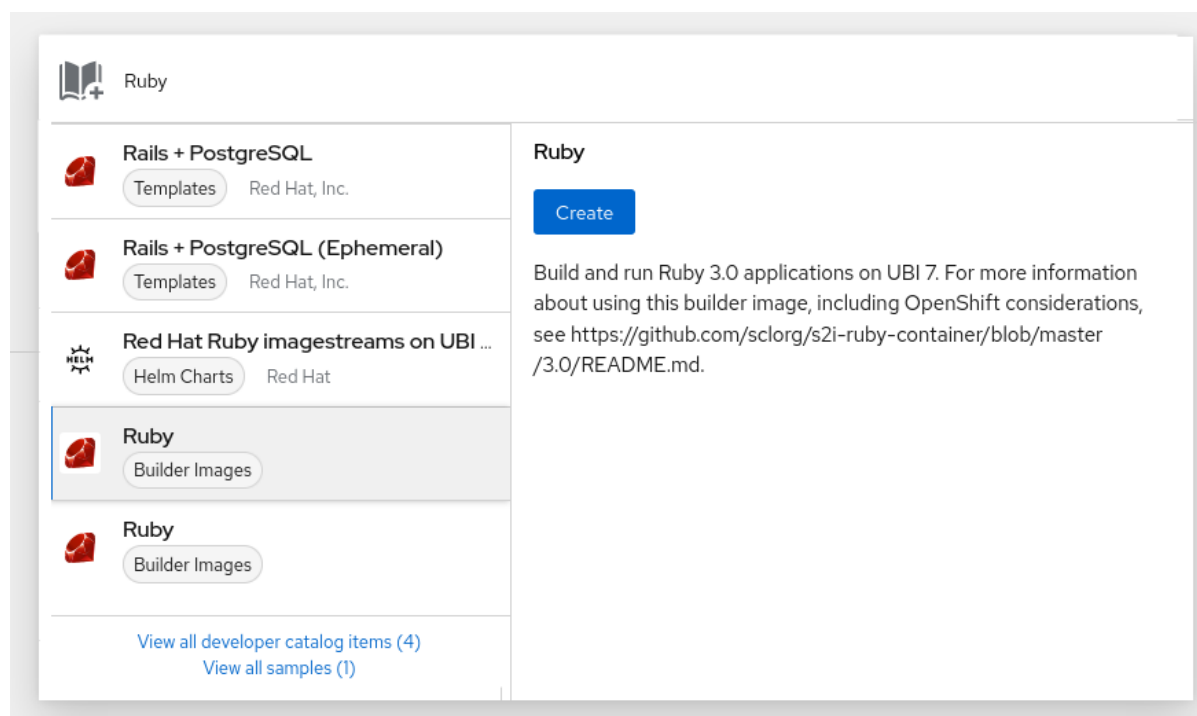 Ruby
Rails + PostgreSQL
Templates Red Hat, Inc.
Rails + PostgreSQL (Ephemeral)
Templates Red Hat, Inc.
HELM
Red Hat Ruby imagestreams on UBI ...
Helm Charts Red Hat
Ruby
Builder Images
Ruby
Builder Images
View all developer catalog items (4)
View all samples (1)
Ruby
Create
Build and run Ruby 3.0 applications on UBI 7. For more information
about using this builder image, including OpenShift considerations,
see https://github.com/sclorg/s2i-ruby-container/blob/master
/3.0/README.md.